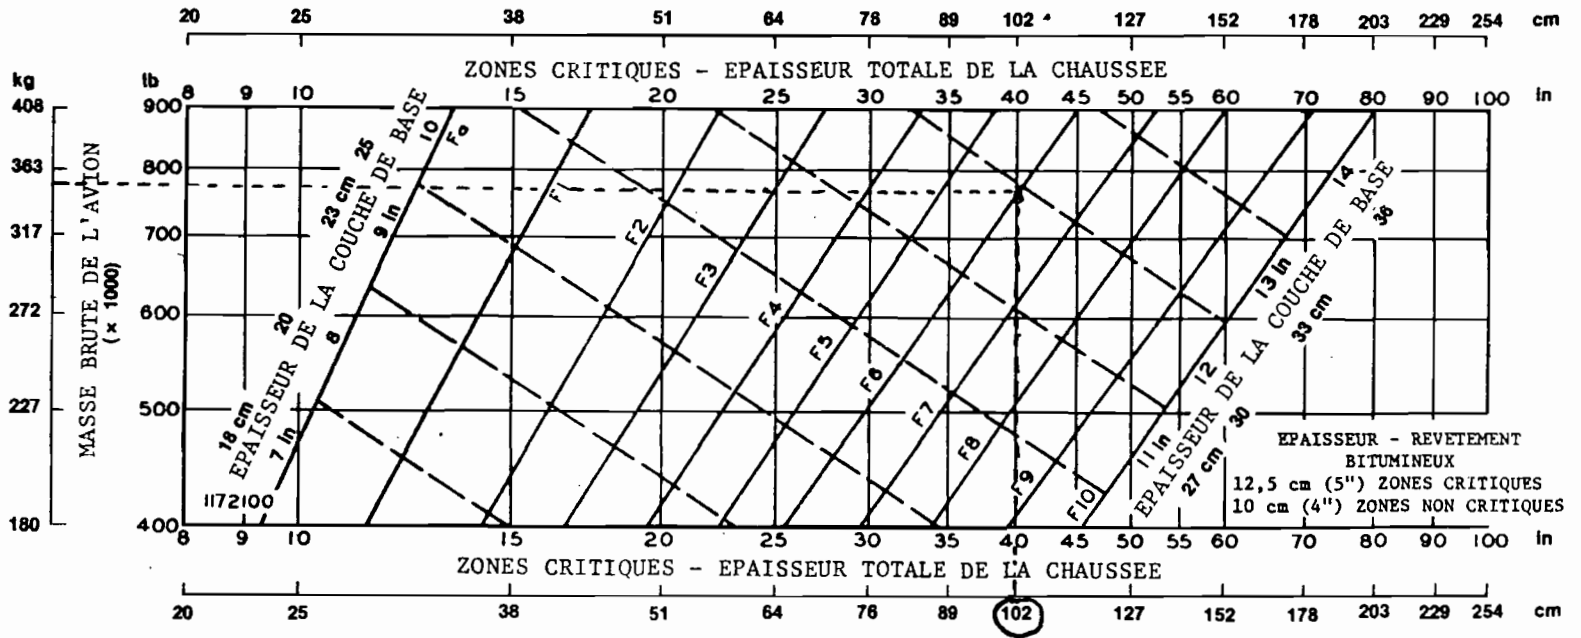 20 25 38 51 64 78 89 102 127 152 178 203 229 254 cm
ZONES CRITIQUES - EPAISSEUR TOTALE DE LA CHAUSSEE
kg lb 8 9 10 15 20 25 30 35 40 45 50 55 60 70 80 90 100 in
408 900
363 800
317 700
272 600
227 500
180 400
MASSE BRUTE DE L'AVION
(× 1000)
18 cm 20 23 cm 25
EPAISSEUR DE LA COUCHE DE BASE
7 in 8 9 in 10
Fa
F
F2
F3
F4
F5
F6
F7
F8
F9
F10
11 in 12 13 in 14
EPAISSEUR DE LA COUCHE DE BASE
27 cm 30 33 cm 36
1172100
EPAISSEUR - REVETEMENT
BITUMINEUX
12,5 cm (5") ZONES CRITIQUES
10 cm (4") ZONES NON CRITIQUES
8 9 10 15 20 25 30 35 40 45 50 55 60 70 80 90 100 in
ZONES CRITIQUES - EPAISSEUR TOTALE DE LA CHAUSSEE
20 25 38 51 64 76 89 102 127 152 178 203 229 254 cm